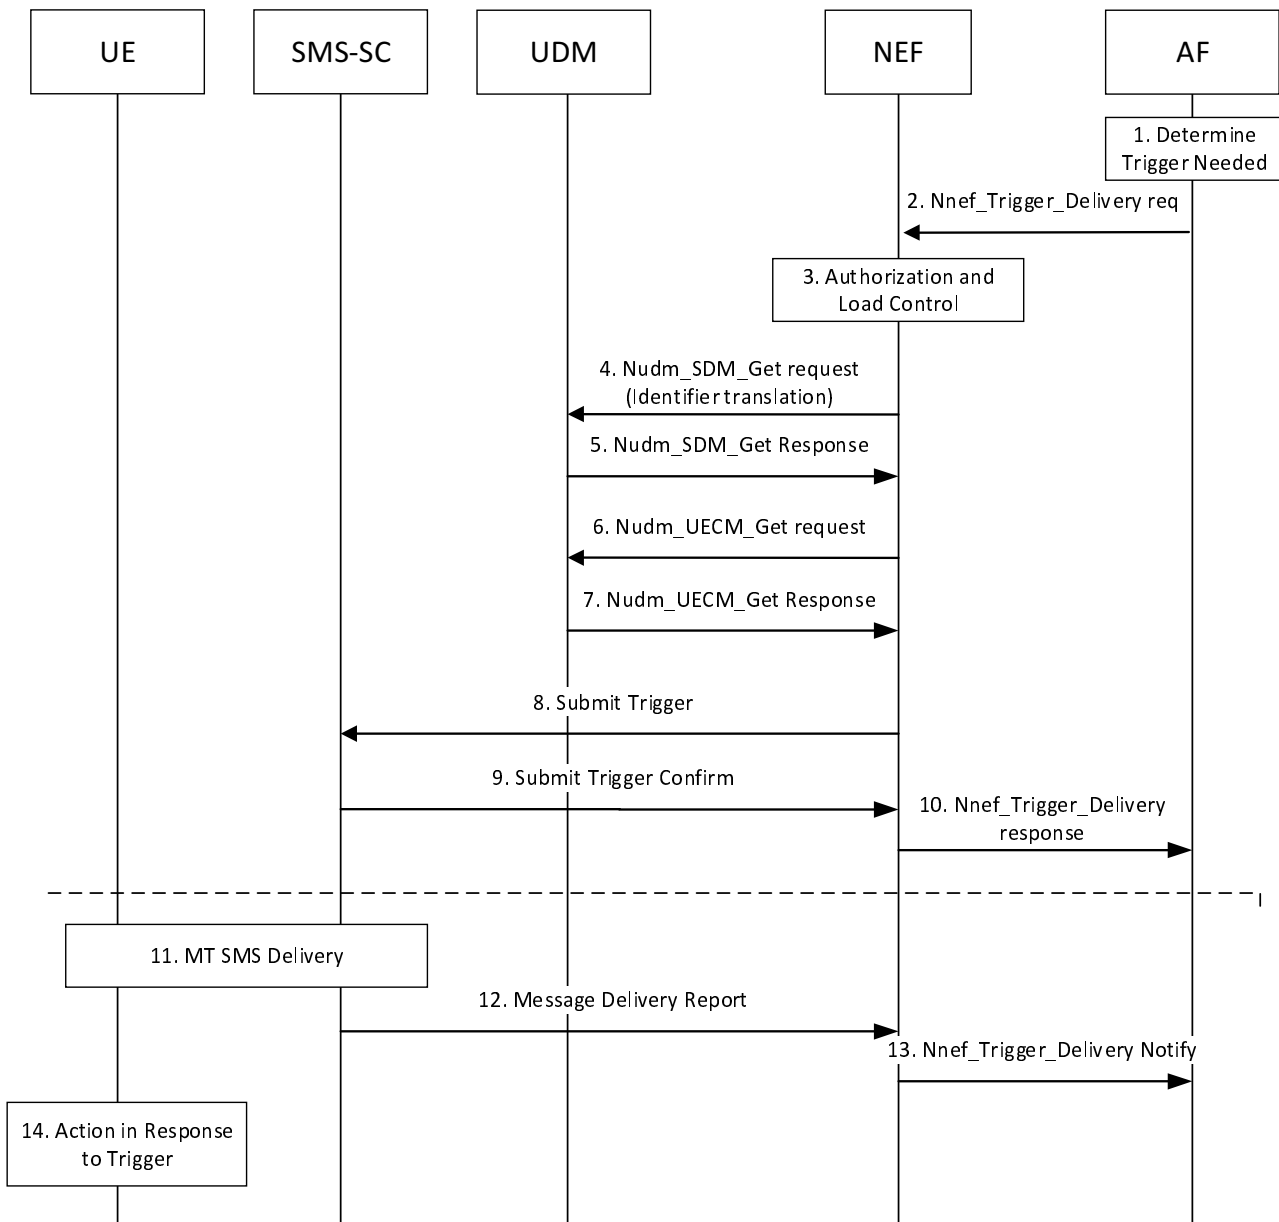 UE
SMS-SC
UDM
NEF
AF
1. Determine
Trigger Needed
2. Nnef_Trigger_Delivery req
3. Authorization and
Load Control
4. Nudm_SDM_Get request
(Identifier translation)
5. Nudm_SDM_Get Response
6. Nudm_UECM_Get request
7. Nudm_UECM_Get Response
8. Submit Trigger
9. Submit Trigger Confirm
10. Nnef_Trigger_Delivery
response
11. MT SMS Delivery
12. Message Delivery Report
13. Nnef_Trigger_Delivery Notify
14. Action in Response
to Trigger